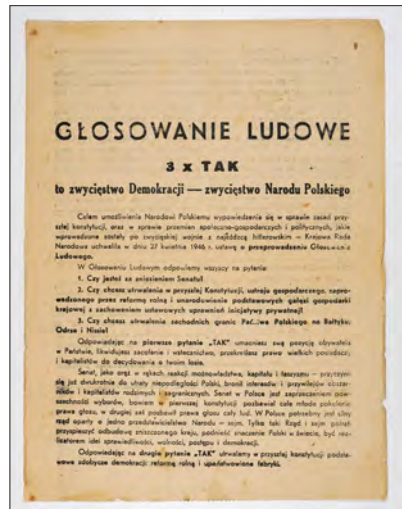 GŁOSOWANIE LUDOWE
3 x TAK
to zwycięstwo Demokracji — zwycięstwo Narodu Polskiego
Celem umożliwienia Narodowi Polskiemu wypowiedzenia się w sprawie zasad przy-
szłej konstytucji, oraz w sprawie przemian społeczno-gospodarczych i politycznych, jakie
wprowadzone zostały po zwycięskiej wojnie z najeźdźcą hitlerowskim — Krajowa Rada
Narodowa uchwaliła w dniu 27 kwietnia 1946 r. ustawę o przeprowadzeniu Głosowania
Ludowego.
W Głosowaniu Ludowym odpowiemy wszyscy na pytania:
1. Czy jesteś za zniesieniem Senatu?
2. Czy chcesz utrwalenia w przyszłej Konstytucji, ustroju gospodarczego, zapro-
wadzonego przez reformę rolną i unarodowienie podstawowych gałęzi gospodarki
krajowej z zachowaniem ustawowych uprawnień inicjatywy prywatnej?
3. Czy chcesz utrwalenia zachodnich granic Państwa Polskiego na Bałtyku,
Odrze i Nissie?
Odpowiadając na pierwsze pytanie „TAK” umacniasz swą pozycję obywatela
w Państwie, likwidujesz zacofanie i wstecznictwo, przekreślasz prawa wielkich posiadaczy
i kapitalistów do decydowania o twoim losie.
Senat, jako oręż w rękach reakcji możnowładztwa, kapitału i faszyzmu — przyczynił
się już dwukrotnie do utraty niepodległości Polski, bronił interesów i przywilejów obszar-
ników i kapitalistów rodzimych i zagranicznych. Senat w Polsce jest zaprzeczeniem po-
wszechności wyborów, bowiem w pierwszej konstytucji pozbawiał całe młode pokolenie
prawa głosu, w drugiej zaś pozbawił prawa głosu cały lud. W Polsce potrzebny jest silny
rząd oparty o jedno przedstawicielstwo Narodu — sejm. Tylko taki Rząd i sejm potrafi
przyspieszyć odbudowę zniszczonego kraju, podnieść znaczenie Polski w świecie, być rea-
lizatorem idei sprawiedliwości, wolności, postępu i demokracji.
Odpowiadając na drugie pytanie „TAK” utrwalamy w przyszłej konstytucji podsta-
wowe zdobycze demokracji: reformę rolną i upaństwowione fabryki.